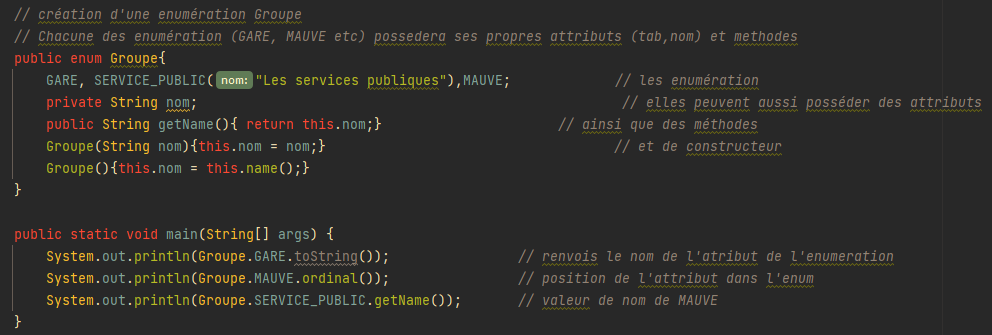 // création d'une enumération Groupe
// Chacune des enumération (GARE, MAUVE etc) possedera ses propres attributs (tab,nom) et methodes
public enum Groupe{
GARE, SERVICE_PUBLIC( nom: "Les services publiques"),MAUVE; // les enumération
private String nom; // elles peuvent aussi posséder des attributs
public String getName(){ return this.nom;} // ainsi que des méthodes
Groupe(String nom){this.nom = nom;} // et de constructeur
Groupe(){this.nom = this.name();}
}
public static void main(String[] args) {
System.out.println(Groupe.GARE.toString()); // renvois le nom de l'atribut de l'enumeration
System.out.println(Groupe.MAUVE.ordinal()); // position de l'attribut dans l'enum
System.out.println(Groupe.SERVICE_PUBLIC.getName()); // valeur de nom de MAUVE
}